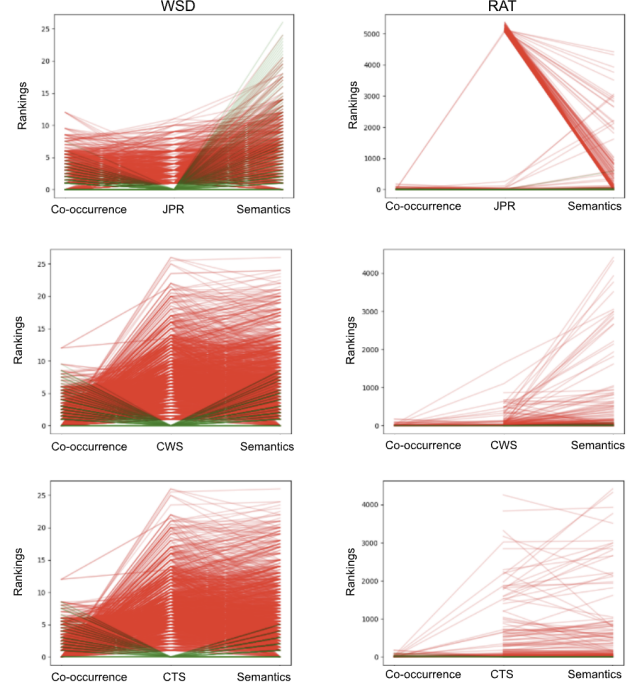 WSD RAT
Rankings 25 20 15 10 5 0
Co-occurrence JPR Semantics
Rankings 5000 4000 3000 2000 1000 0
Co-occurrence JPR Semantics
Rankings 25 20 15 10 5 0
Co-occurrence CWS Semantics
Rankings 4000 3000 2000 1000 0
Co-occurrence CWS Semantics
Rankings 25 20 15 10 5 0
Co-occurrence CTS Semantics
Rankings 4000 3000 2000 1000 0
Co-occurrence CTS Semantics